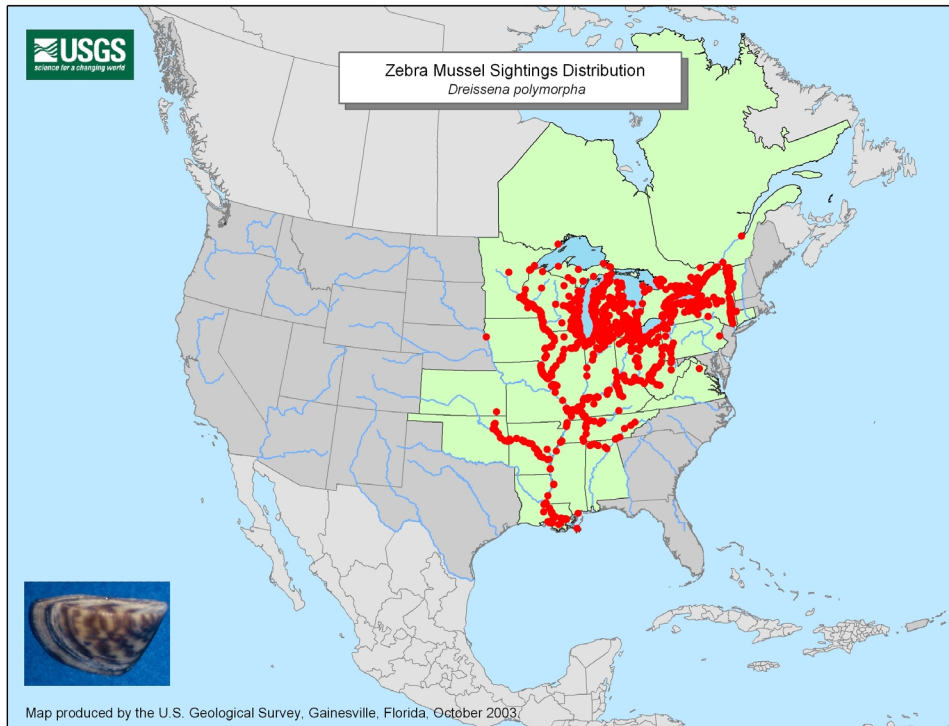 USGS
science for a changing world
Zebra Mussel Sightings Distribution
Dreissena polymorpha
Map produced by the U.S. Geological Survey, Gainesville, Florida, October 2003